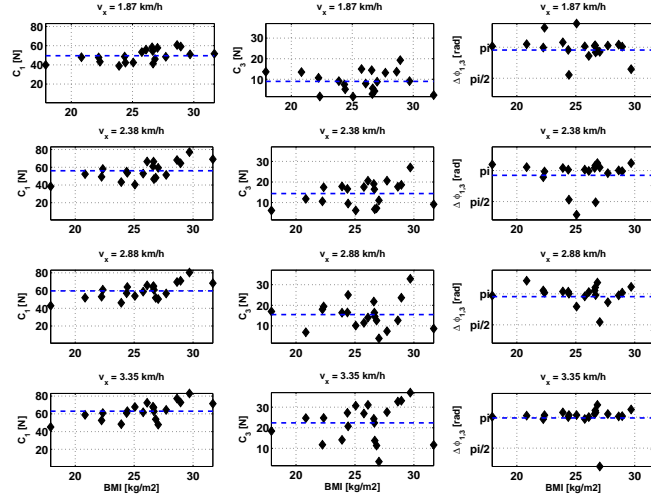 v_x = 1.87 km/h v_x = 1.87 km/h v_x = 1.87 km/h
C_1 [N] 80 60 40 20 20 25 30
C_3 [N] 30 20 10 20 25 30
Δ ϕ_1,3 [rad] pi pi/2 20 25 30
v_x = 2.38 km/h v_x = 2.38 km/h v_x = 2.38 km/h
C_1 [N] 80 60 40 20 20 25 30
C_3 [N] 30 20 10 20 25 30
Δ ϕ_1,3 [rad] pi pi/2 20 25 30
v_x = 2.88 km/h v_x = 2.88 km/h v_x = 2.88 km/h
C_1 [N] 80 60 40 20 20 25 30
C_3 [N] 30 20 10 20 25 30
Δ ϕ_1,3 [rad] pi pi/2 20 25 30
v_x = 3.35 km/h v_x = 3.35 km/h v_x = 3.35 km/h
C_1 [N] 80 60 40 20 20 25 30
C_3 [N] 30 20 10 20 25 30
Δ ϕ_1,3 [rad] pi pi/2 20 25 30
BMI [kg/m2] BMI [kg/m2] BMI [kg/m2]